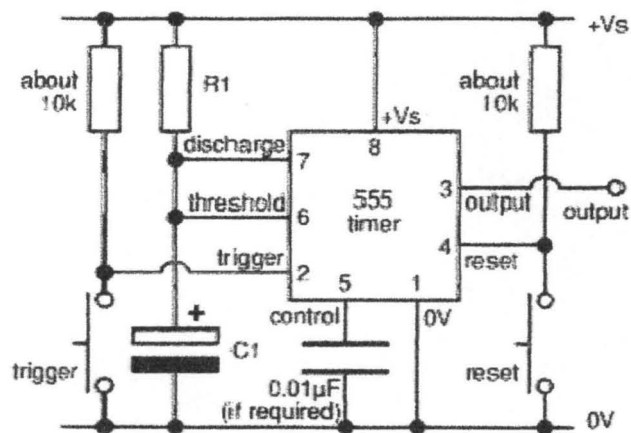 +Vs
about
10k
R1
about
10k
+Vs
8
discharge
7
threshold
6
555
timer
3
output
output
trigger
2
4
reset
5
1
control
0V
+
C1
trigger
0.01µF
(if required)
reset
0V